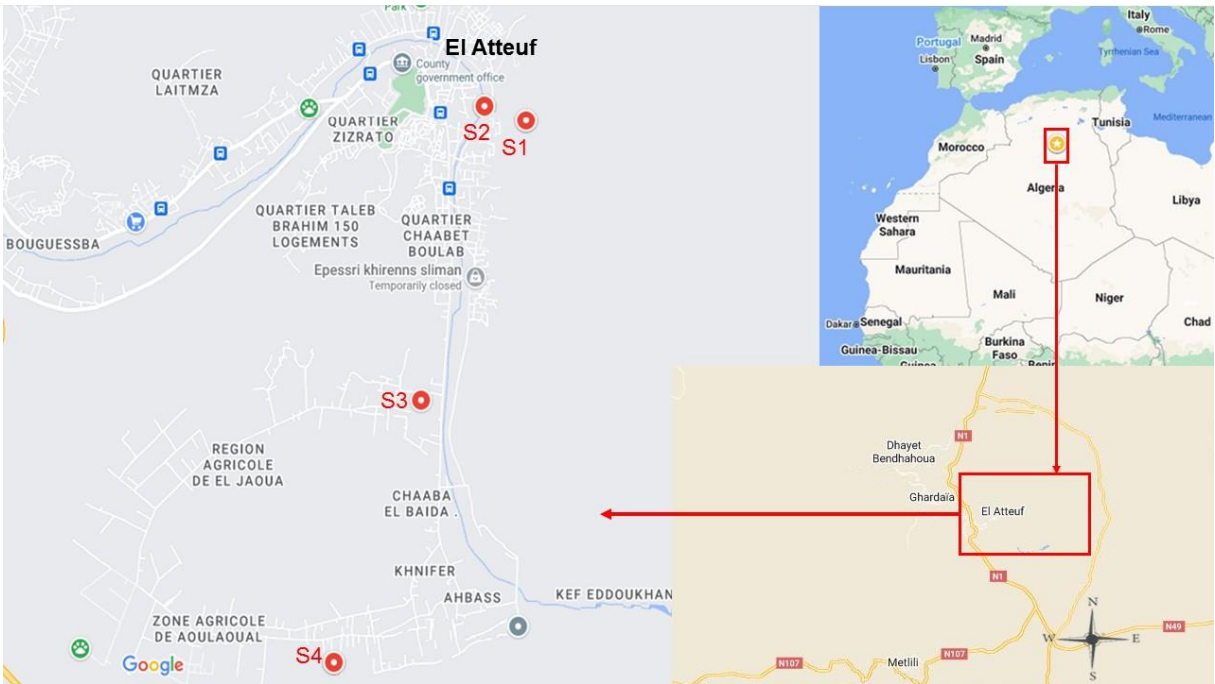 Park
El Atteuf
County
government office
QUARTIER
LAITMZA
QUARTIER
ZIZRATO
S2
S1
QUARTIER TALEB
BRAHIM 150
LOGEMENTS
QUARTIER
CHAABET
BOULAB
BOUGUESSBA
Epessri khirenns sliman
Temporarily closed
S3
REGION
AGRICOLE
DE EL JAOUA
CHAABA
EL BAIDA .
KHNIFER
AHBASS
KEF EDDOUKHAN
ZONE AGRICOLE
DE AOULAOUAL
Google
S4
Italy
Rome
Portugal
Madrid
Lisbon
Spain
Tyrrhenian Sea
Tunisia
Mediterranean
Morocco
Algeria
Libya
Western
Sahara
Mauritania
Mali
Niger
Chad
Dakar
Senegal
Burkina
Faso
Guinea-Bissau
Guinea
Benin
N1
Dhayet
Bendhahoua
Ghardaïa
El Atteuf
N1
N
W
E
S
N49
N107
Metlili
N107